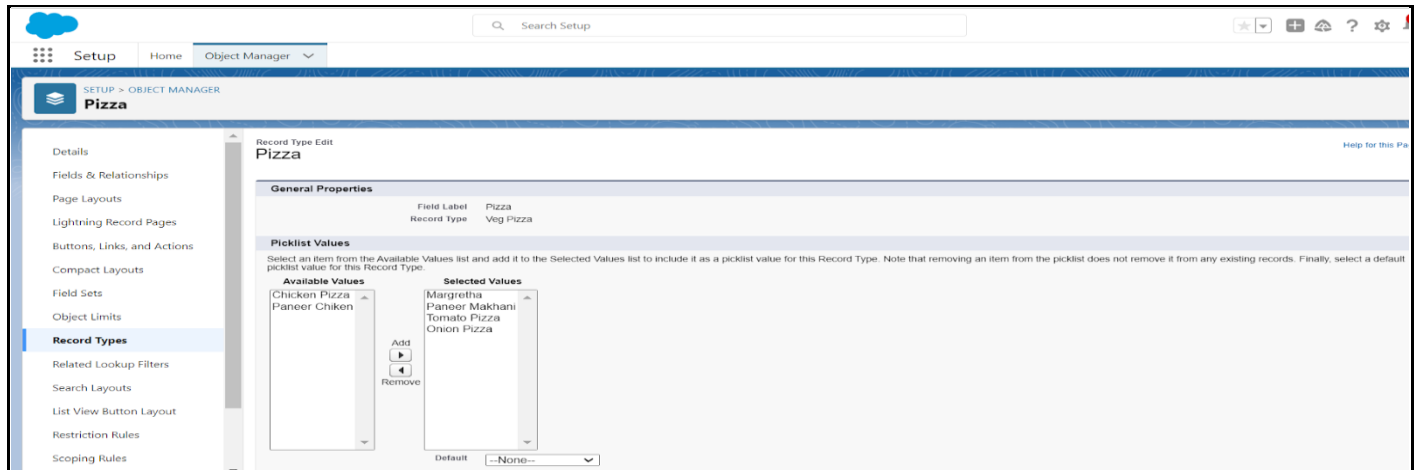 Search Setup
Setup Home Object Manager
SETUP > OBJECT MANAGER
Pizza
Details
Fields & Relationships
Page Layouts
Lightning Record Pages
Buttons, Links, and Actions
Compact Layouts
Field Sets
Object Limits
Record Types
Related Lookup Filters
Search Layouts
List View Button Layout
Restriction Rules
Scoping Rules
Record Type Edit
Pizza
Help for this Pa
General Properties
Field Label Pizza
Record Type Veg Pizza
Picklist Values
Select an item from the Available Values list and add it to the Selected Values list to include it as a picklist value for this Record Type. Note that removing an item from the picklist does not remove it from any existing records. Finally, select a default
picklist value for this Record Type.
Available Values
Chicken Pizza
Paneer Chiken
Add
Remove
Selected Values
Margretha
Paneer Makhani
Tomato Pizza
Onion Pizza
Default --None--